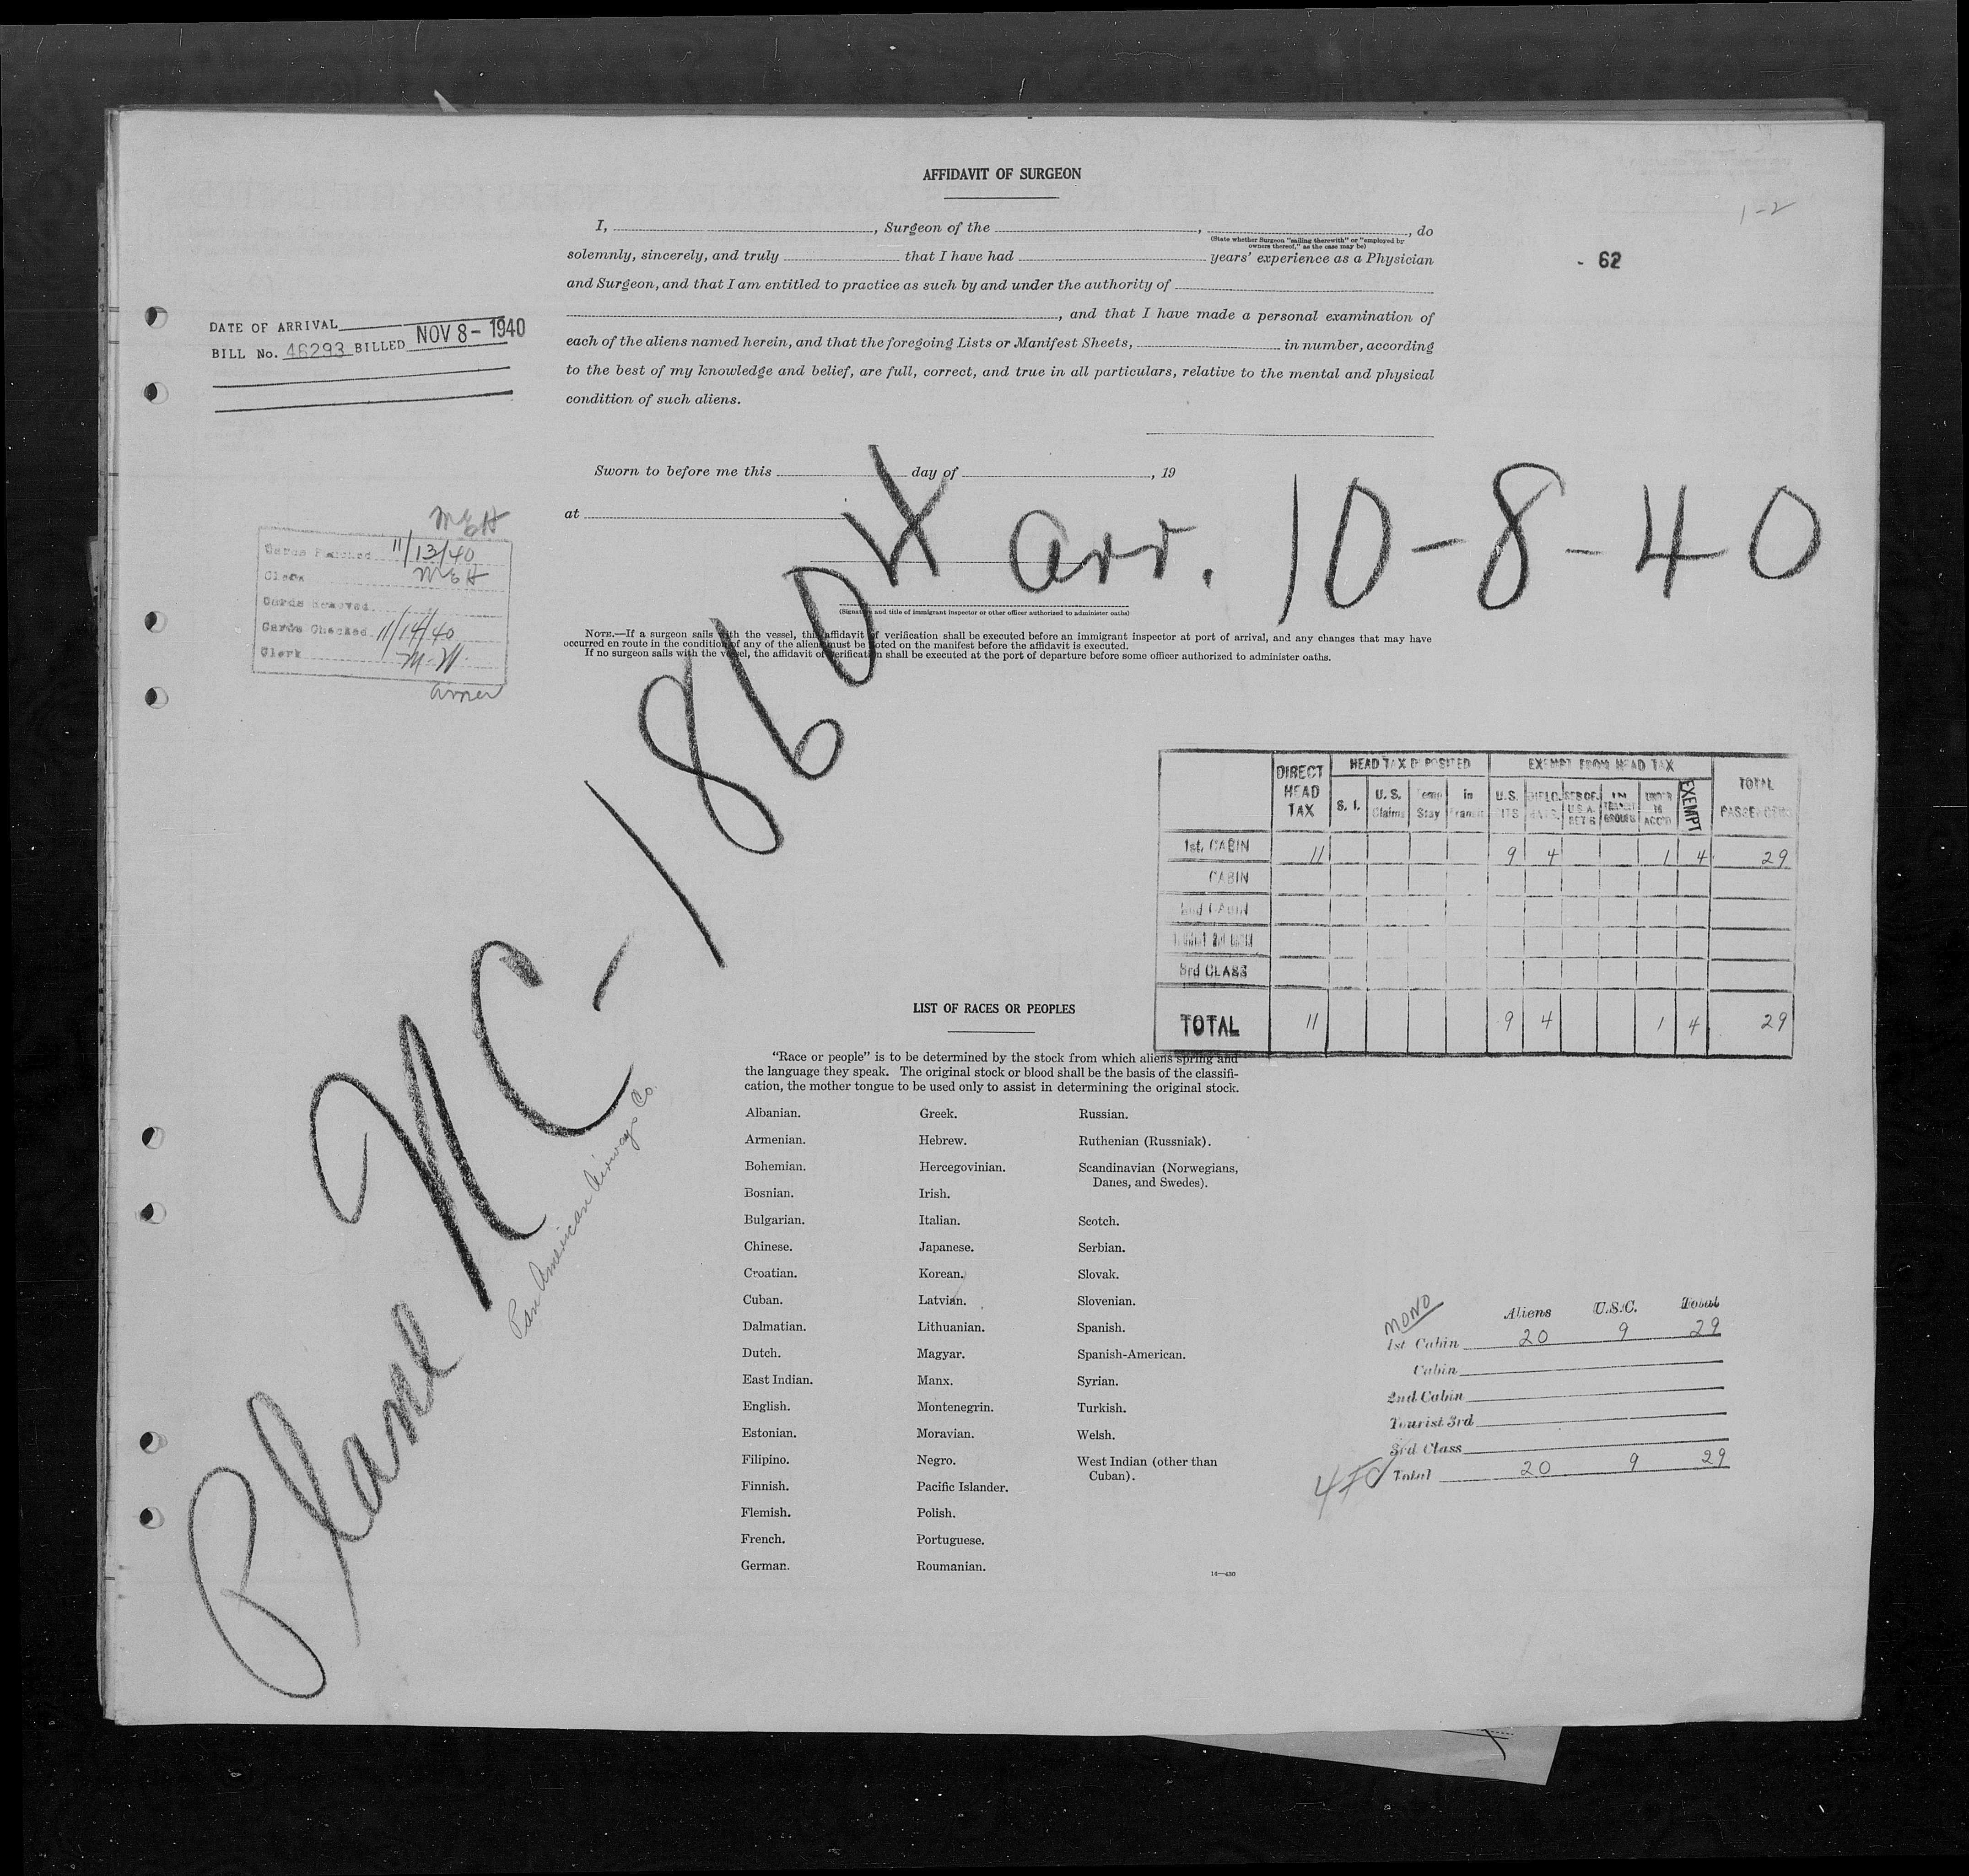 AFFIDAVIT OF SURGEON
1-2
I, , Surgeon of the , , do
(State whether Surgeon "sailing therewith" or "employed by
owners thereof," as the case may be)
- 62
solemnly, sincerely, and truly that I have had years' experience as a Physician
and Surgeon, and that I am entitled to practice as such by and under the authority of
, and that I have made a personal examination of
each of the aliens named herein, and that the foregoing Lists or Manifest Sheets, in number, according
to the best of my knowledge and belief, are full, correct, and true in all particulars, relative to the mental and physical
condition of such aliens.
DATE OF ARRIVAL
BILL No. 46293 BILLED NOV 8- 1940
Sworn to before me this day of , 19
at
arr. 10-8-40
(Signature and title of immigrant inspector or other officer authorized to administer oaths)
NOTE.—If a surgeon sails with the vessel, this affidavit of verification shall be executed before an immigrant inspector at port of arrival, and any changes that may have
occurred en route in the condition of any of the aliens must be noted on the manifest before the affidavit is executed.
If no surgeon sails with the vessel, the affidavit of verification shall be executed at the port of departure before some officer authorized to administer oaths.
MEH
Cards Punched 11/13/40
Clerk MEH
Cards Removed
Cards Checked 11/14/40
Clerk M.W.
Plane NC-18604
Pan American Airways Co.
DIRECT HEAD TAX
HEAD TAX DEPOSITED
EXEMPT FROM HEAD TAX
TOTAL PASSENGERS
S. I. U. S. Claims Temp Stay in Transit U.S. DIPLO. IN TRANSIT GROUPS UNDER 16 ACC'D EXEMPT
1st. CABIN 11 9 4 1 4 29
CABIN
2nd CABIN
3rd CLASS
TOTAL 11 9 4 1 4 29
LIST OF RACES OR PEOPLES
"Race or people" is to be determined by the stock from which aliens spring and
the language they speak. The original stock or blood shall be the basis of the classifi-
cation, the mother tongue to be used only to assist in determining the original stock.
Albanian.
Armenian.
Bohemian.
Bosnian.
Bulgarian.
Chinese.
Croatian.
Cuban.
Dalmatian.
Dutch.
East Indian.
English.
Estonian.
Filipino.
Finnish.
Flemish.
French.
German.
Greek.
Hebrew.
Hercegovinian.
Irish.
Italian.
Japanese.
Korean.
Latvian.
Lithuanian.
Magyar.
Manx.
Montenegrin.
Moravian.
Negro.
Pacific Islander.
Polish.
Portuguese.
Roumanian.
Russian.
Ruthenian (Russniak).
Scandinavian (Norwegians,
Danes, and Swedes).
Scotch.
Serbian.
Slovak.
Slovenian.
Spanish.
Spanish-American.
Syrian.
Turkish.
Welsh.
West Indian (other than
Cuban).
14—430
MONO
Aliens U.S.C. Total
1st Cabin 20 9 29
Cabin
2nd Cabin
Tourist 3rd
3rd Class
Total 20 9 29